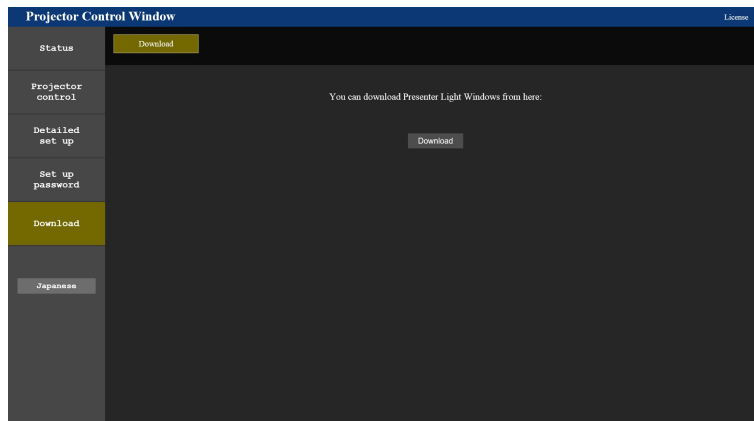 Projector Control Window
License
Status
Projector
control
Detailed
set up
Set up
password
Download
Japanese
Download
You can download Presenter Light Windows from here:
Download